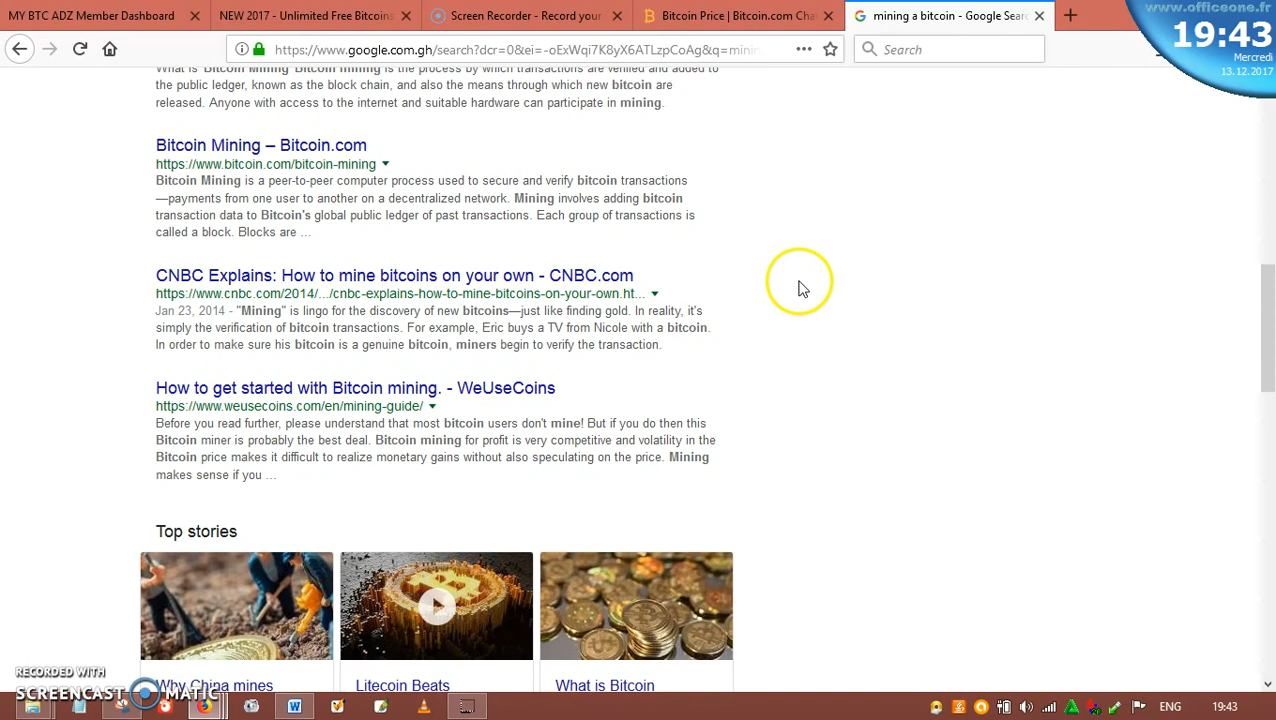 MY BTC ADZ Member Dashboard
NEW 2017 - Unlimited Free Bitcoins
Screen Recorder - Record your
Bitcoin Price | Bitcoin.com Cha
mining a bitcoin - Google Sear
www.officeone.fr
19:43
Mercredi
13.12.2017
https://www.google.com.gh/search?dcr=0&ei=-oExWqi7K8yX6ATLzpCoAg&q=minin
Search
What is 'Bitcoin Mining' Bitcoin mining is the process by which transactions are verified and added to
the public ledger, known as the block chain, and also the means through which new bitcoin are
released. Anyone with access to the internet and suitable hardware can participate in mining.
Bitcoin Mining – Bitcoin.com
https://www.bitcoin.com/bitcoin-mining
Bitcoin Mining is a peer-to-peer computer process used to secure and verify bitcoin transactions
—payments from one user to another on a decentralized network. Mining involves adding bitcoin
transaction data to Bitcoin's global public ledger of past transactions. Each group of transactions is
called a block. Blocks are ...
CNBC Explains: How to mine bitcoins on your own - CNBC.com
https://www.cnbc.com/2014/.../cnbc-explains-how-to-mine-bitcoins-on-your-own.ht...
Jan 23, 2014 - "Mining" is lingo for the discovery of new bitcoins—just like finding gold. In reality, it's
simply the verification of bitcoin transactions. For example, Eric buys a TV from Nicole with a bitcoin.
In order to make sure his bitcoin is a genuine bitcoin, miners begin to verify the transaction.
How to get started with Bitcoin mining. - WeUseCoins
https://www.weusecoins.com/en/mining-guide/
Before you read further, please understand that most bitcoin users don't mine! But if you do then this
Bitcoin miner is probably the best deal. Bitcoin mining for profit is very competitive and volatility in the
Bitcoin price makes it difficult to realize monetary gains without also speculating on the price. Mining
makes sense if you ...
Top stories
Why China mines
Litecoin Beats
What is Bitcoin
RECORDED WITH
SCREENCAST MATIC
ENG
19:43